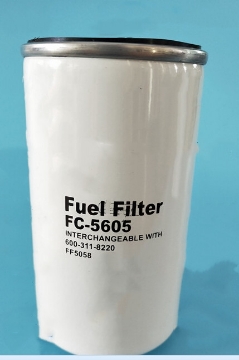 Fuel Filter
FC-5605
INTERCHANGEABLE WITH
600-311-8220
FF5058